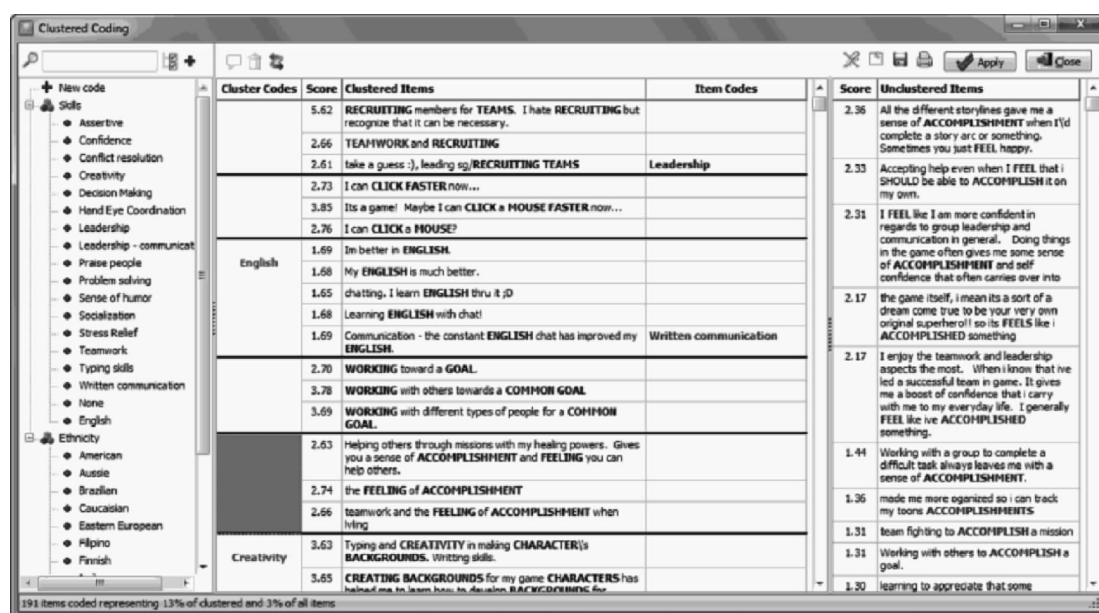 Clustered Coding
Apply
Close
New code
Skills
Assertive
Confidence
Conflict resolution
Creativity
Decision Making
Hand Eye Coordination
Leadership
Leadership - communicat
Praise people
Problem solving
Sense of humor
Socialization
Stress Relief
Teamwork
Typing skills
Written communication
None
English
Ethnicity
American
Aussie
Brazilian
Caucasian
Eastern European
Filipino
Finnish
Cluster Codes Score Clustered Items Item Codes
5.62 RECRUITING members for TEAMS. I hate RECRUITING but
recognize that it can be necessary.
2.66 TEAMWORK and RECRUITING
2.61 take a guess :), leading sg/RECRUITING TEAMS Leadership
2.73 I can CLICK FASTER now...
3.85 Its a game! Maybe I can CLICK a MOUSE FASTER now...
2.76 I can CLICK a MOUSE?
English
1.69 Im better in ENGLISH.
1.68 My ENGLISH is much better.
1.65 chatting. I learn ENGLISH thru it ;D
1.68 Learning ENGLISH with chat!
1.69 Communication - the constant ENGLISH chat has improved my Written communication
ENGLISH.
2.70 WORKING toward a GOAL.
3.78 WORKING with others towards a COMMON GOAL
3.69 WORKING with different types of people for a COMMON
GOAL.
2.63 Helping others through missions with my healing powers. Gives
you a sense of ACCOMPLISHMENT and FEELING you can
help others.
2.74 the FEELING of ACCOMPLISHMENT
2.66 teamwork and the FEELING of ACCOMPLISHMENT when
lvling
Creativity
3.63 Typing and CREATIVITY in making CHARACTER\'s
BACKGROUNDS. Writting skills.
3.65 CREATING BACKGROUNDS for my game CHARACTERS has
helped me to learn how to develop BACKGROUNDS for
Score Unclustered Items
2.36 All the different storylines gave me a
sense of ACCOMPLISHMENT when I\'d
complete a story arc or something.
Sometimes you just FEEL happy.
2.33 Accepting help even when I FEEL that i
SHOULD be able to ACCOMPLISH it on
my own.
2.31 I FEEL like I am more confident in
regards to group leadership and
communication in general. Doing things
in the game often gives me some sense
of ACCOMPLISHMENT and self
confidence that often carries over into
2.17 the game itself, i mean its a sort of a
dream come true to be your very own
original superhero!! so its FEELS like i
ACCOMPLISHED something
2.17 I enjoy the teamwork and leadership
aspects the most. When i know that ive
led a successful team in game. It gives
me a boost of confidence that i carry
with me to my everyday life. I generally
FEEL like ive ACCOMPLISHED
something.
1.44 Working with a group to complete a
difficult task always leaves me with a
sense of ACCOMPLISHMENT.
1.36 made me more oganized so i can track
my toons ACCOMPLISHMENTS
1.31 team fighting to ACCOMPLISH a mission
1.31 Working with others to ACCOMPLISH a
goal.
1.30 learning to appreciate that some
191 items coded representing 13% of clustered and 3% of all items